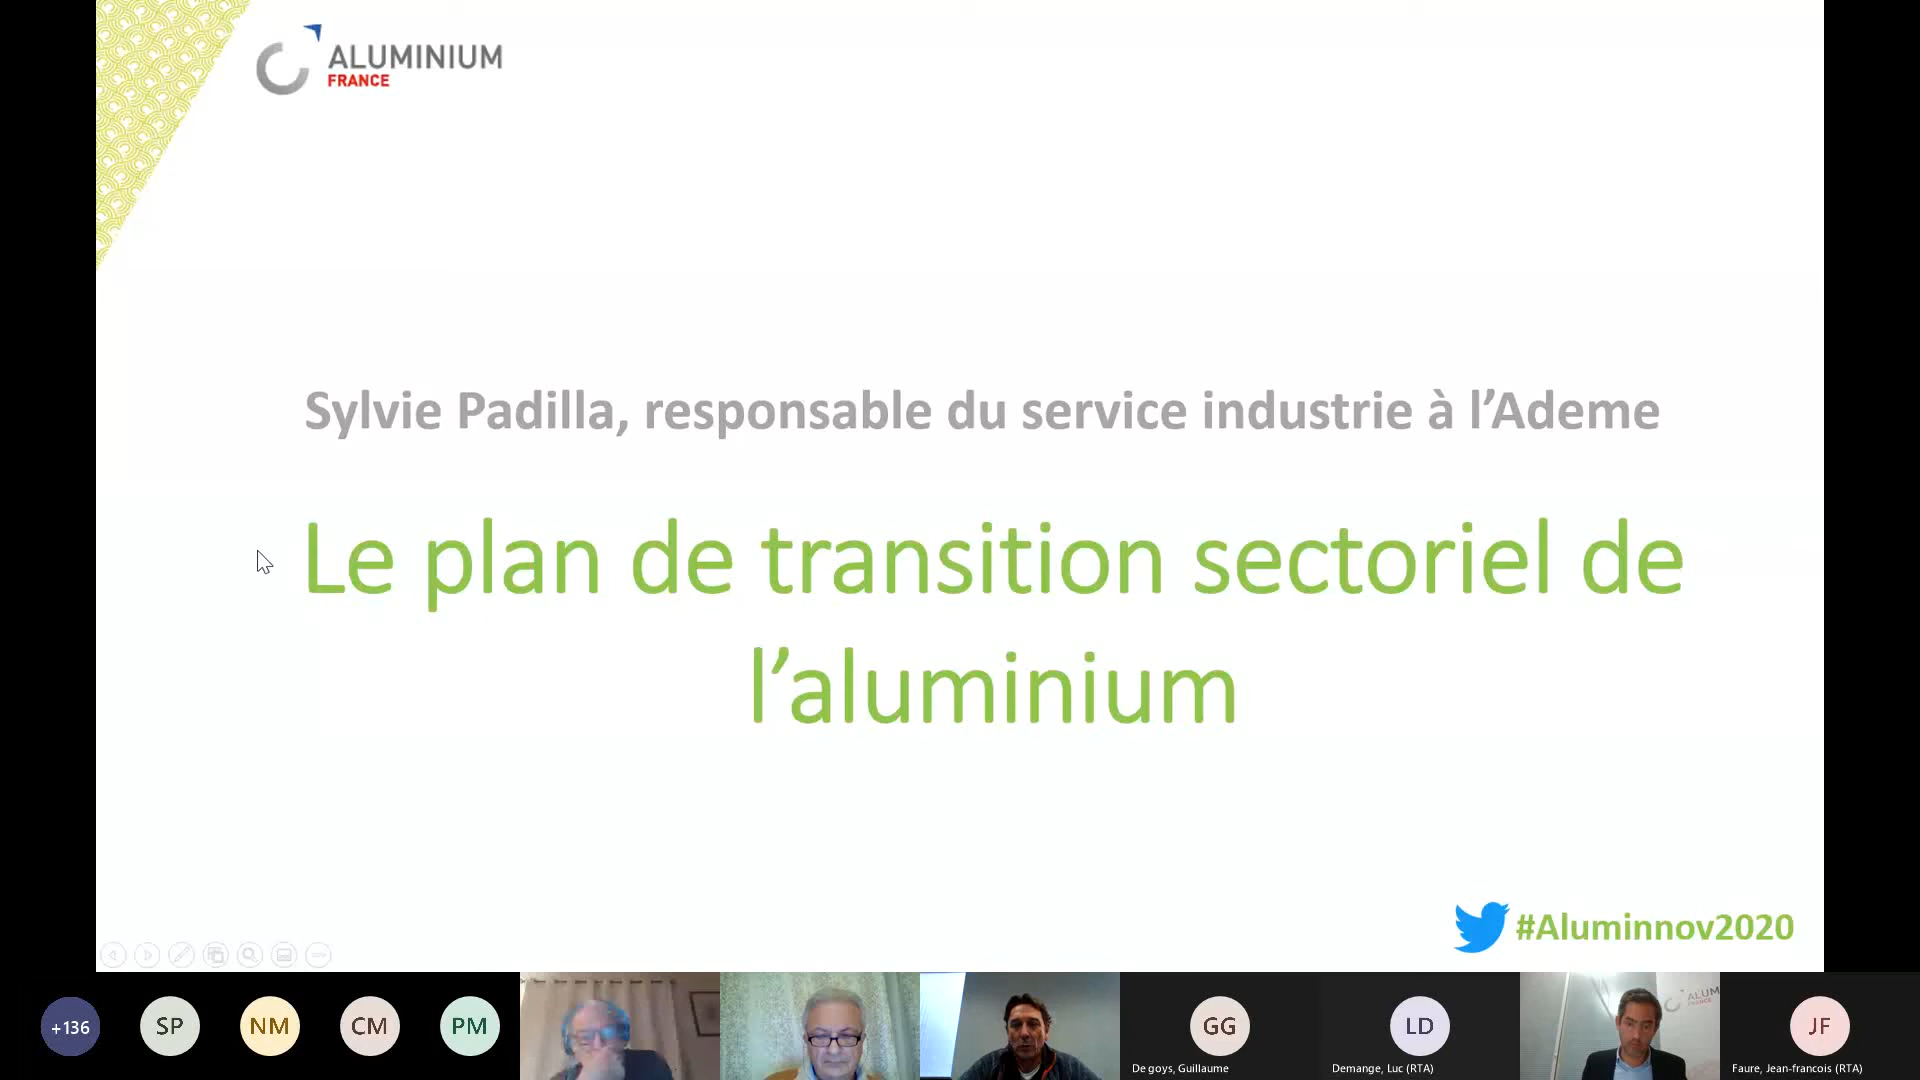 ALUMINIUM
FRANCE
Sylvie Padilla, responsable du service industrie à l'Ademe
Le plan de transition sectoriel de
l'aluminium
#Aluminnov2020
+136
SP
NM
CM
PM
GG
De goys, Guillaume
LD
Demange, Luc (RTA)
ALUM
JF
Faure, Jean-francois (RTA)